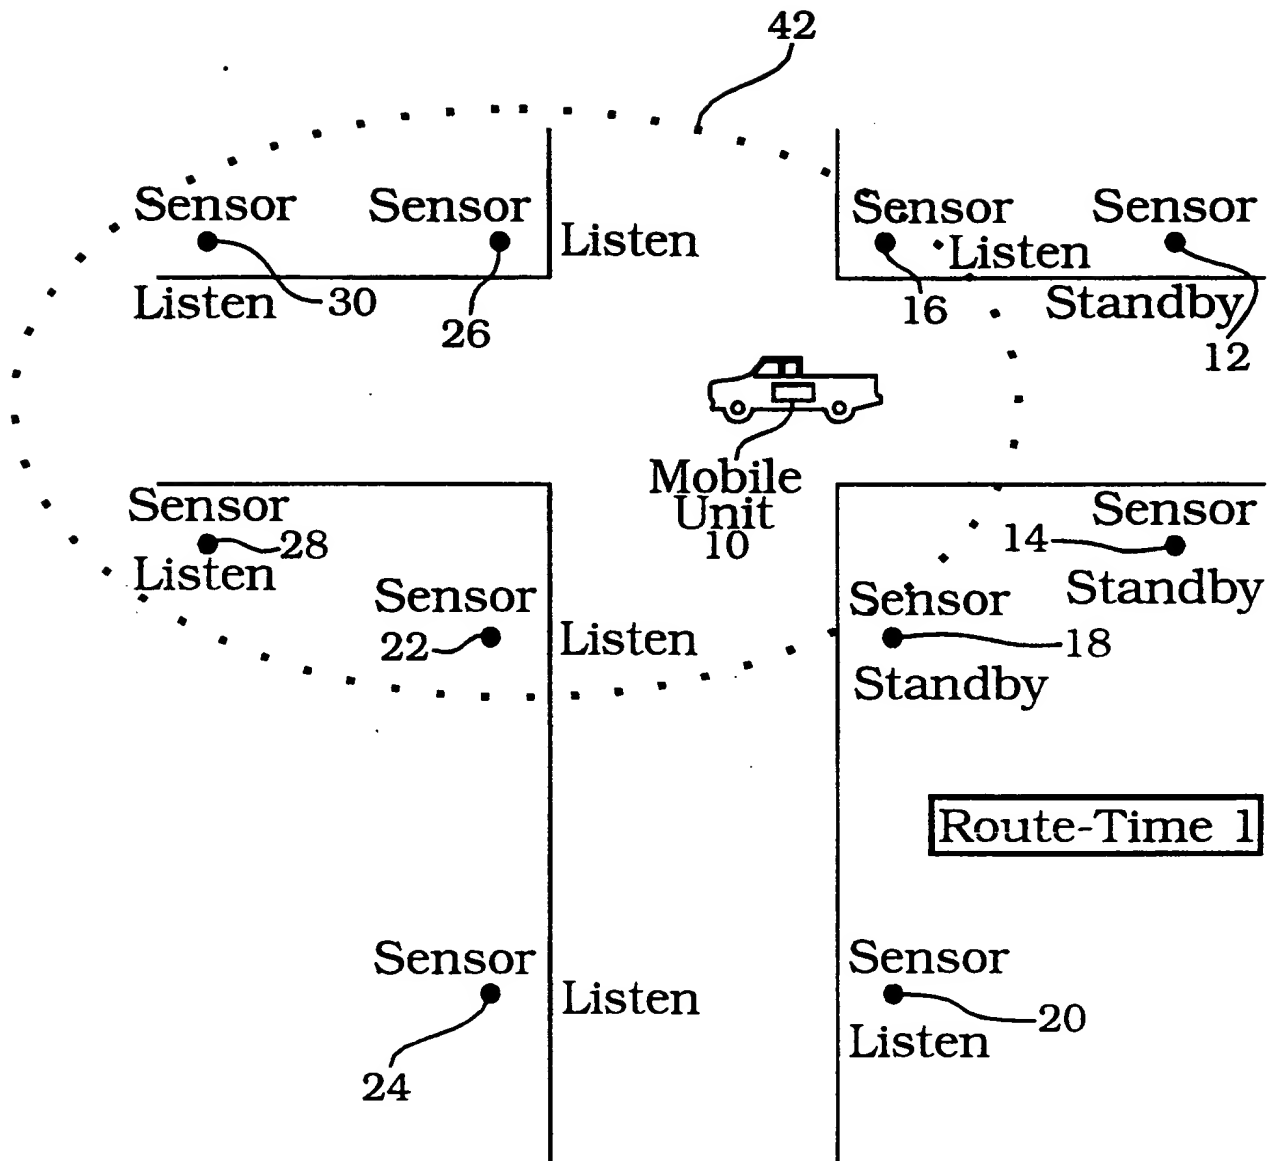 42
Sensor
Sensor
Sensor
Sensor
Listen
Listen
Listen
30
26
16
Standby
12
Mobile
Unit
10
Sensor
28
Listen
Sensor
14
Standby
Sensor
22
Listen
Sensor
18
Standby
Route-Time 1
Sensor
24
Listen
Sensor
20
Listen